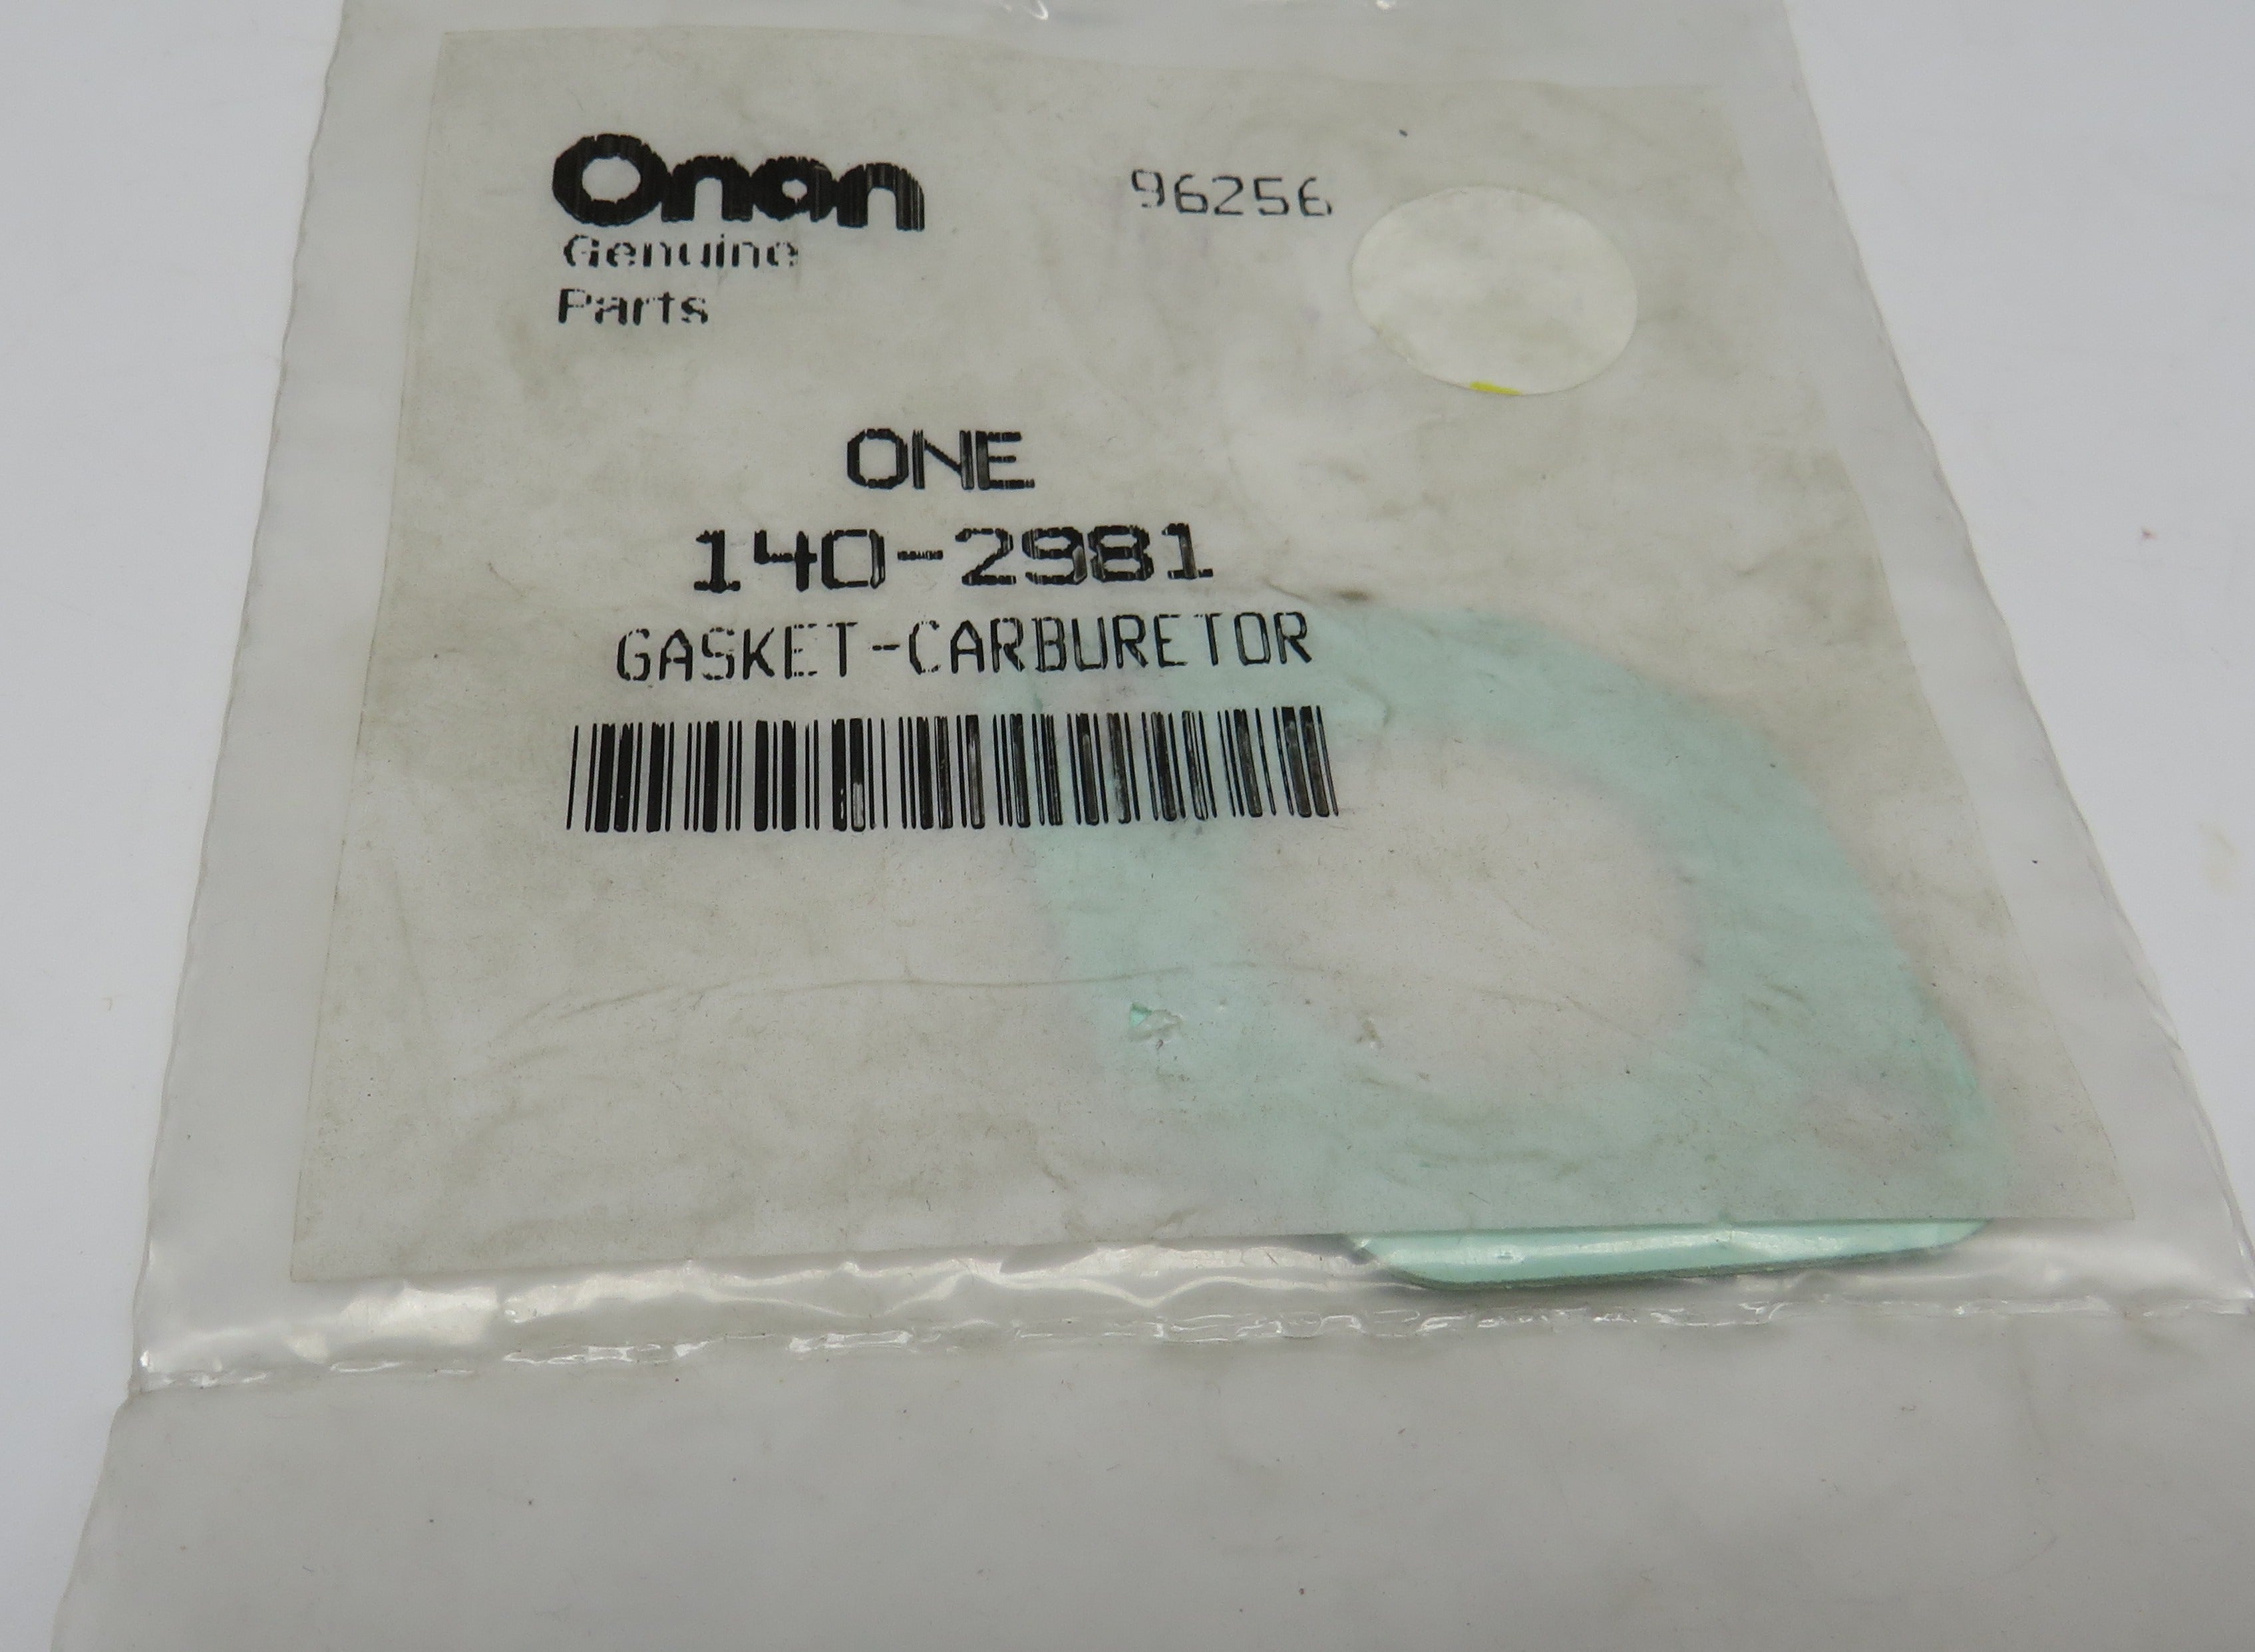 Onan 96256
Genuine
Parts
ONE
140-2981
GASKET-CARBURETOR